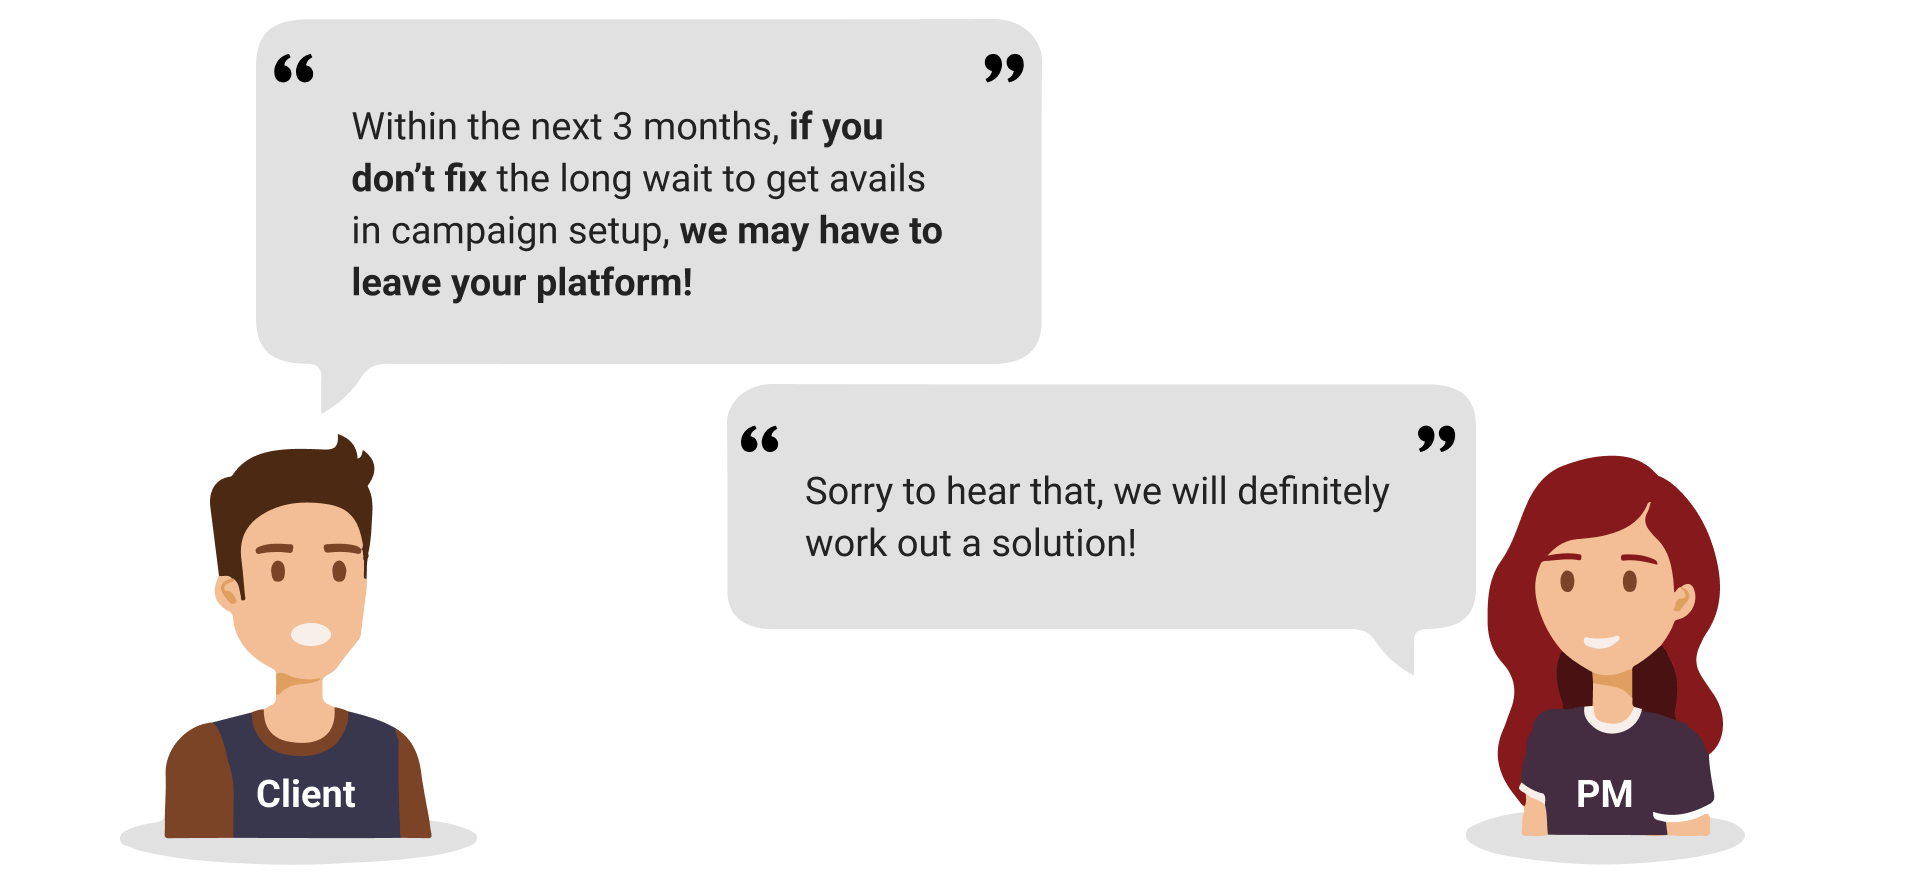 “ ”
Within the next 3 months, if you
don’t fix the long wait to get avails
in campaign setup, we may have to
leave your platform!
“ ”
Sorry to hear that, we will definitely
work out a solution!
Client
PM